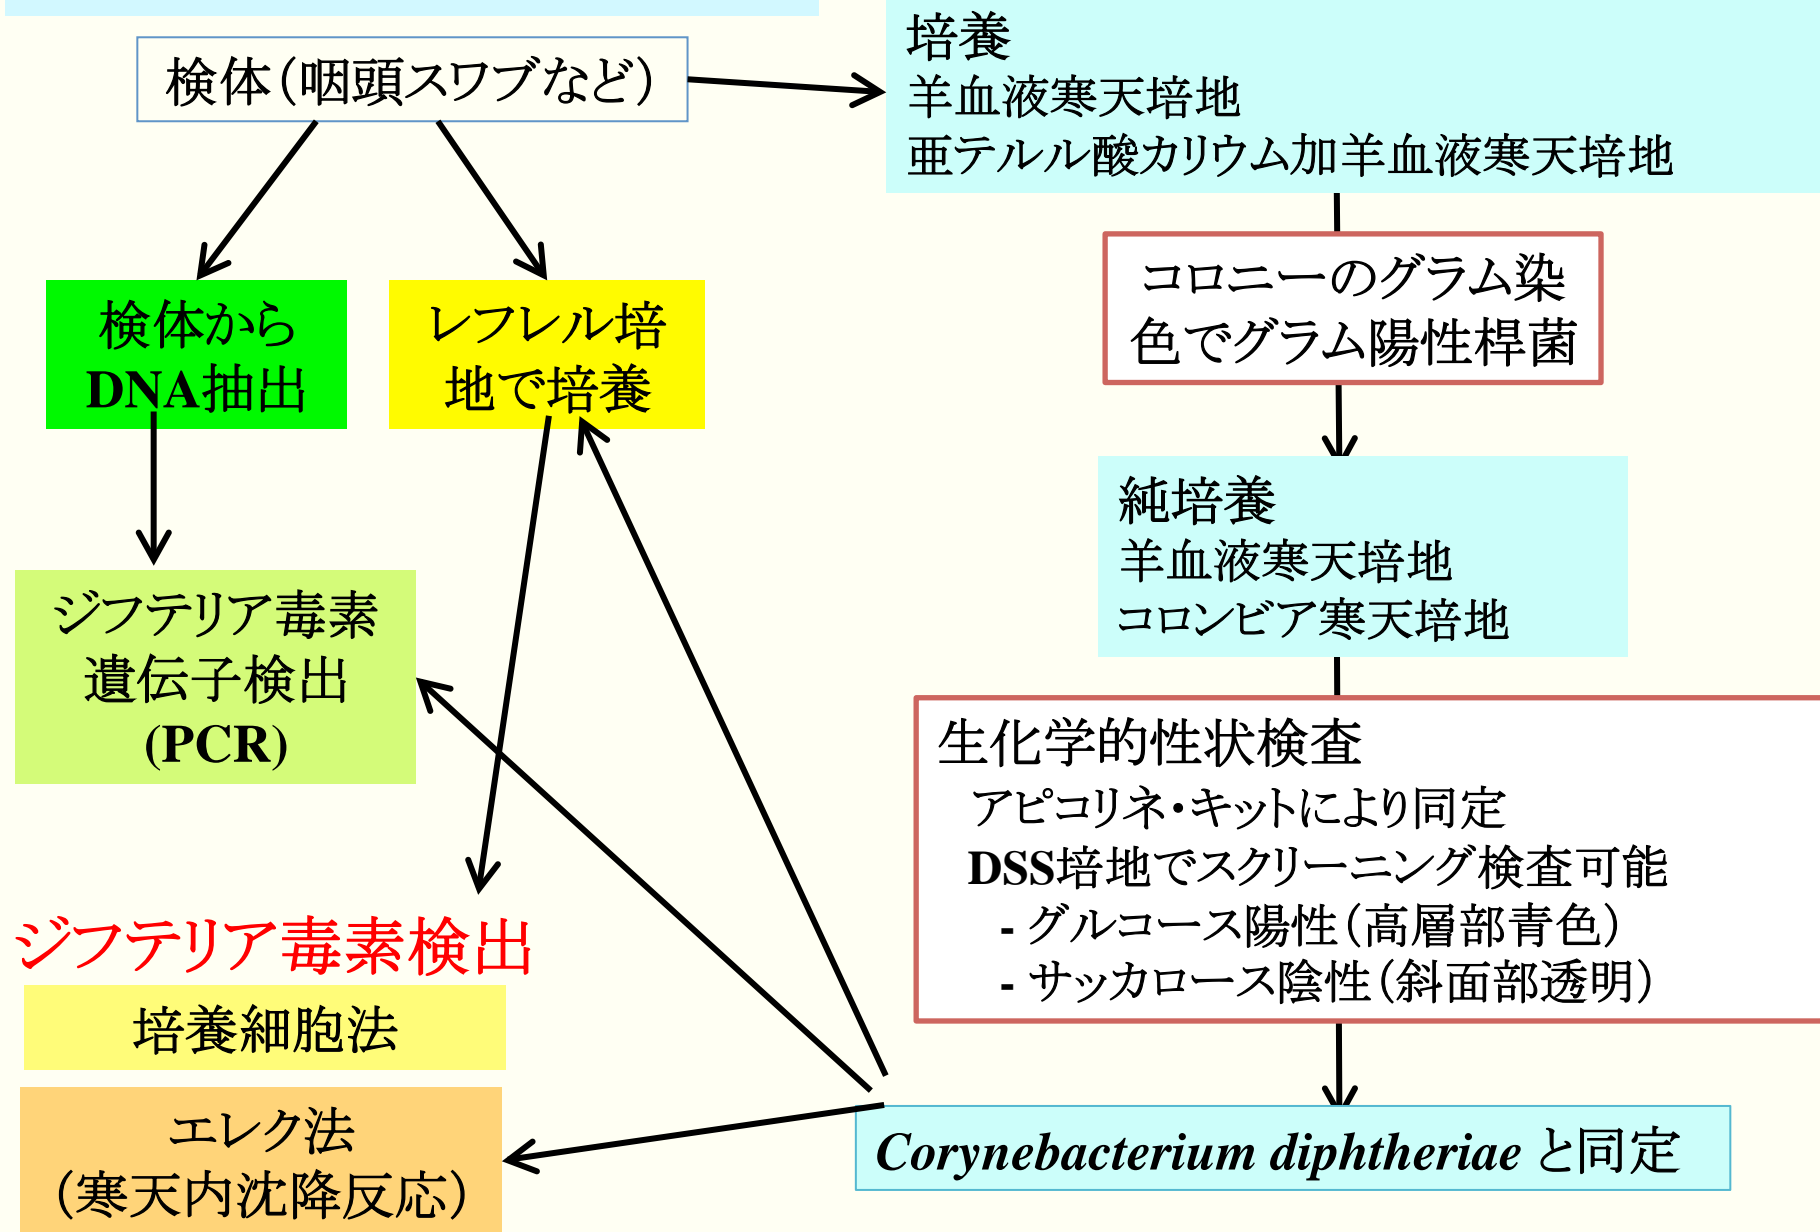 検体（咽頭スワブなど）
培養
羊血液寒天培地
亜テルル酸カリウム加羊血液寒天培地
検体から
DNA抽出
レフレル培
地で培養
コロニーのグラム染
色でグラム陽性桿菌
純培養
羊血液寒天培地
コロンビア寒天培地
ジフテリア毒素
遺伝子検出
(PCR)
生化学的性状検査
アピコリネ・キットにより同定
DSS培地でスクリーニング検査可能
- グルコース陽性（高層部青色）
- サッカロース陰性（斜面部透明）
ジフテリア毒素検出
培養細胞法
エレク法
（寒天内沈降反応）
Corynebacterium diphtheriae と同定